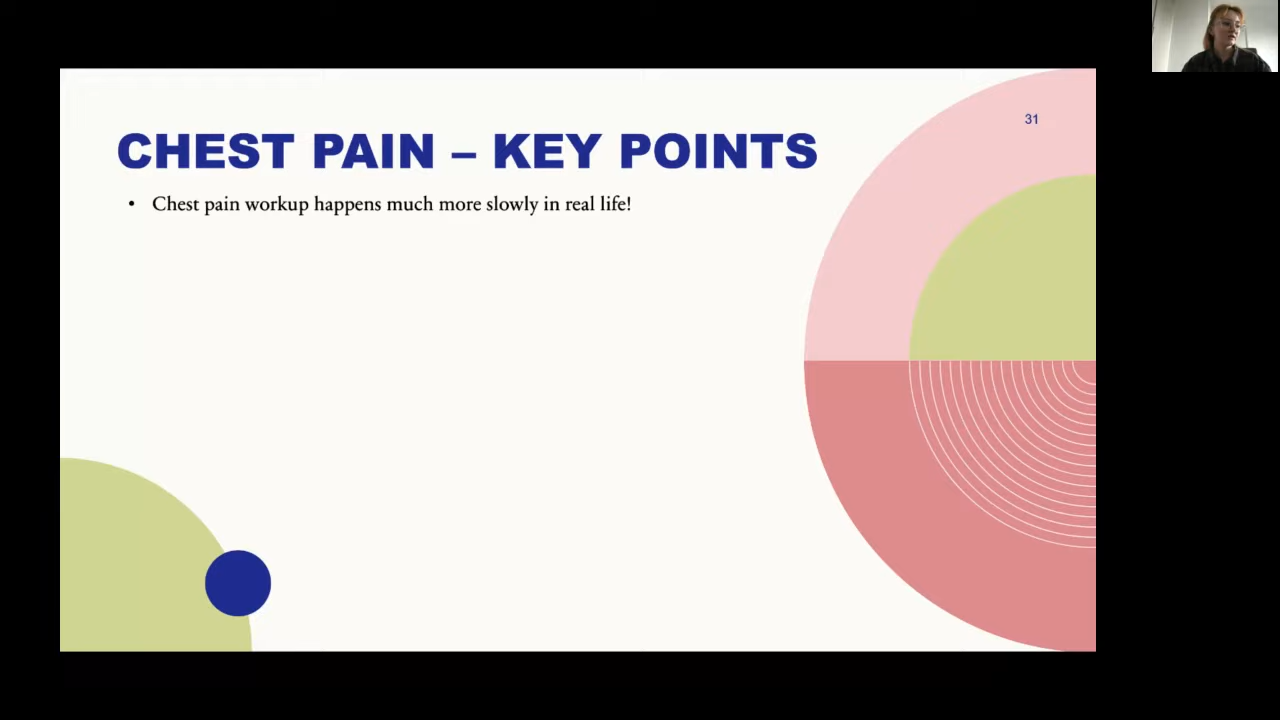 31
CHEST PAIN – KEY POINTS
• Chest pain workup happens much more slowly in real life!